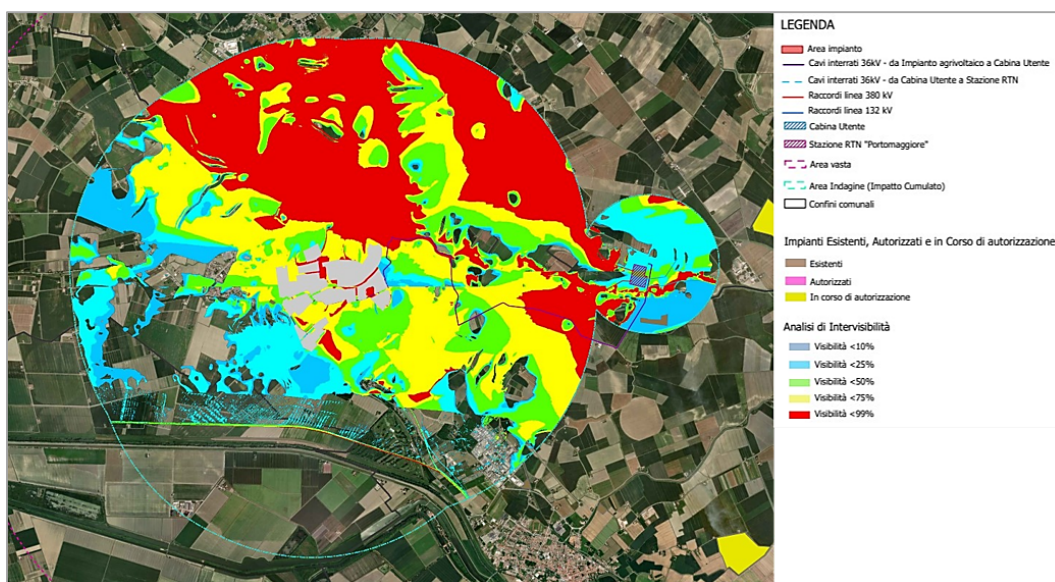 LEGENDA
Area impianto
Cavi interrati 36kV - da Impianto agrivoltaico a Cabina Utente
Cavi interrati 36kV - da Cabina Utente a Stazione RTN
Raccordi linea 380 kV
Raccordi linea 132 kV
Cabina Utente
Stazione RTN "Portomaggiore"
Area vasta
Area Indagine (Impatto Cumulato)
Confini comunali
Impianti Esistenti, Autorizzati e in Corso di autorizzazione
Esistenti
Autorizzati
In corso di autorizzazione
Analisi di Intervisibilità
Visibilità <10%
Visibilità <25%
Visibilità <50%
Visibilità <75%
Visibilità <99%